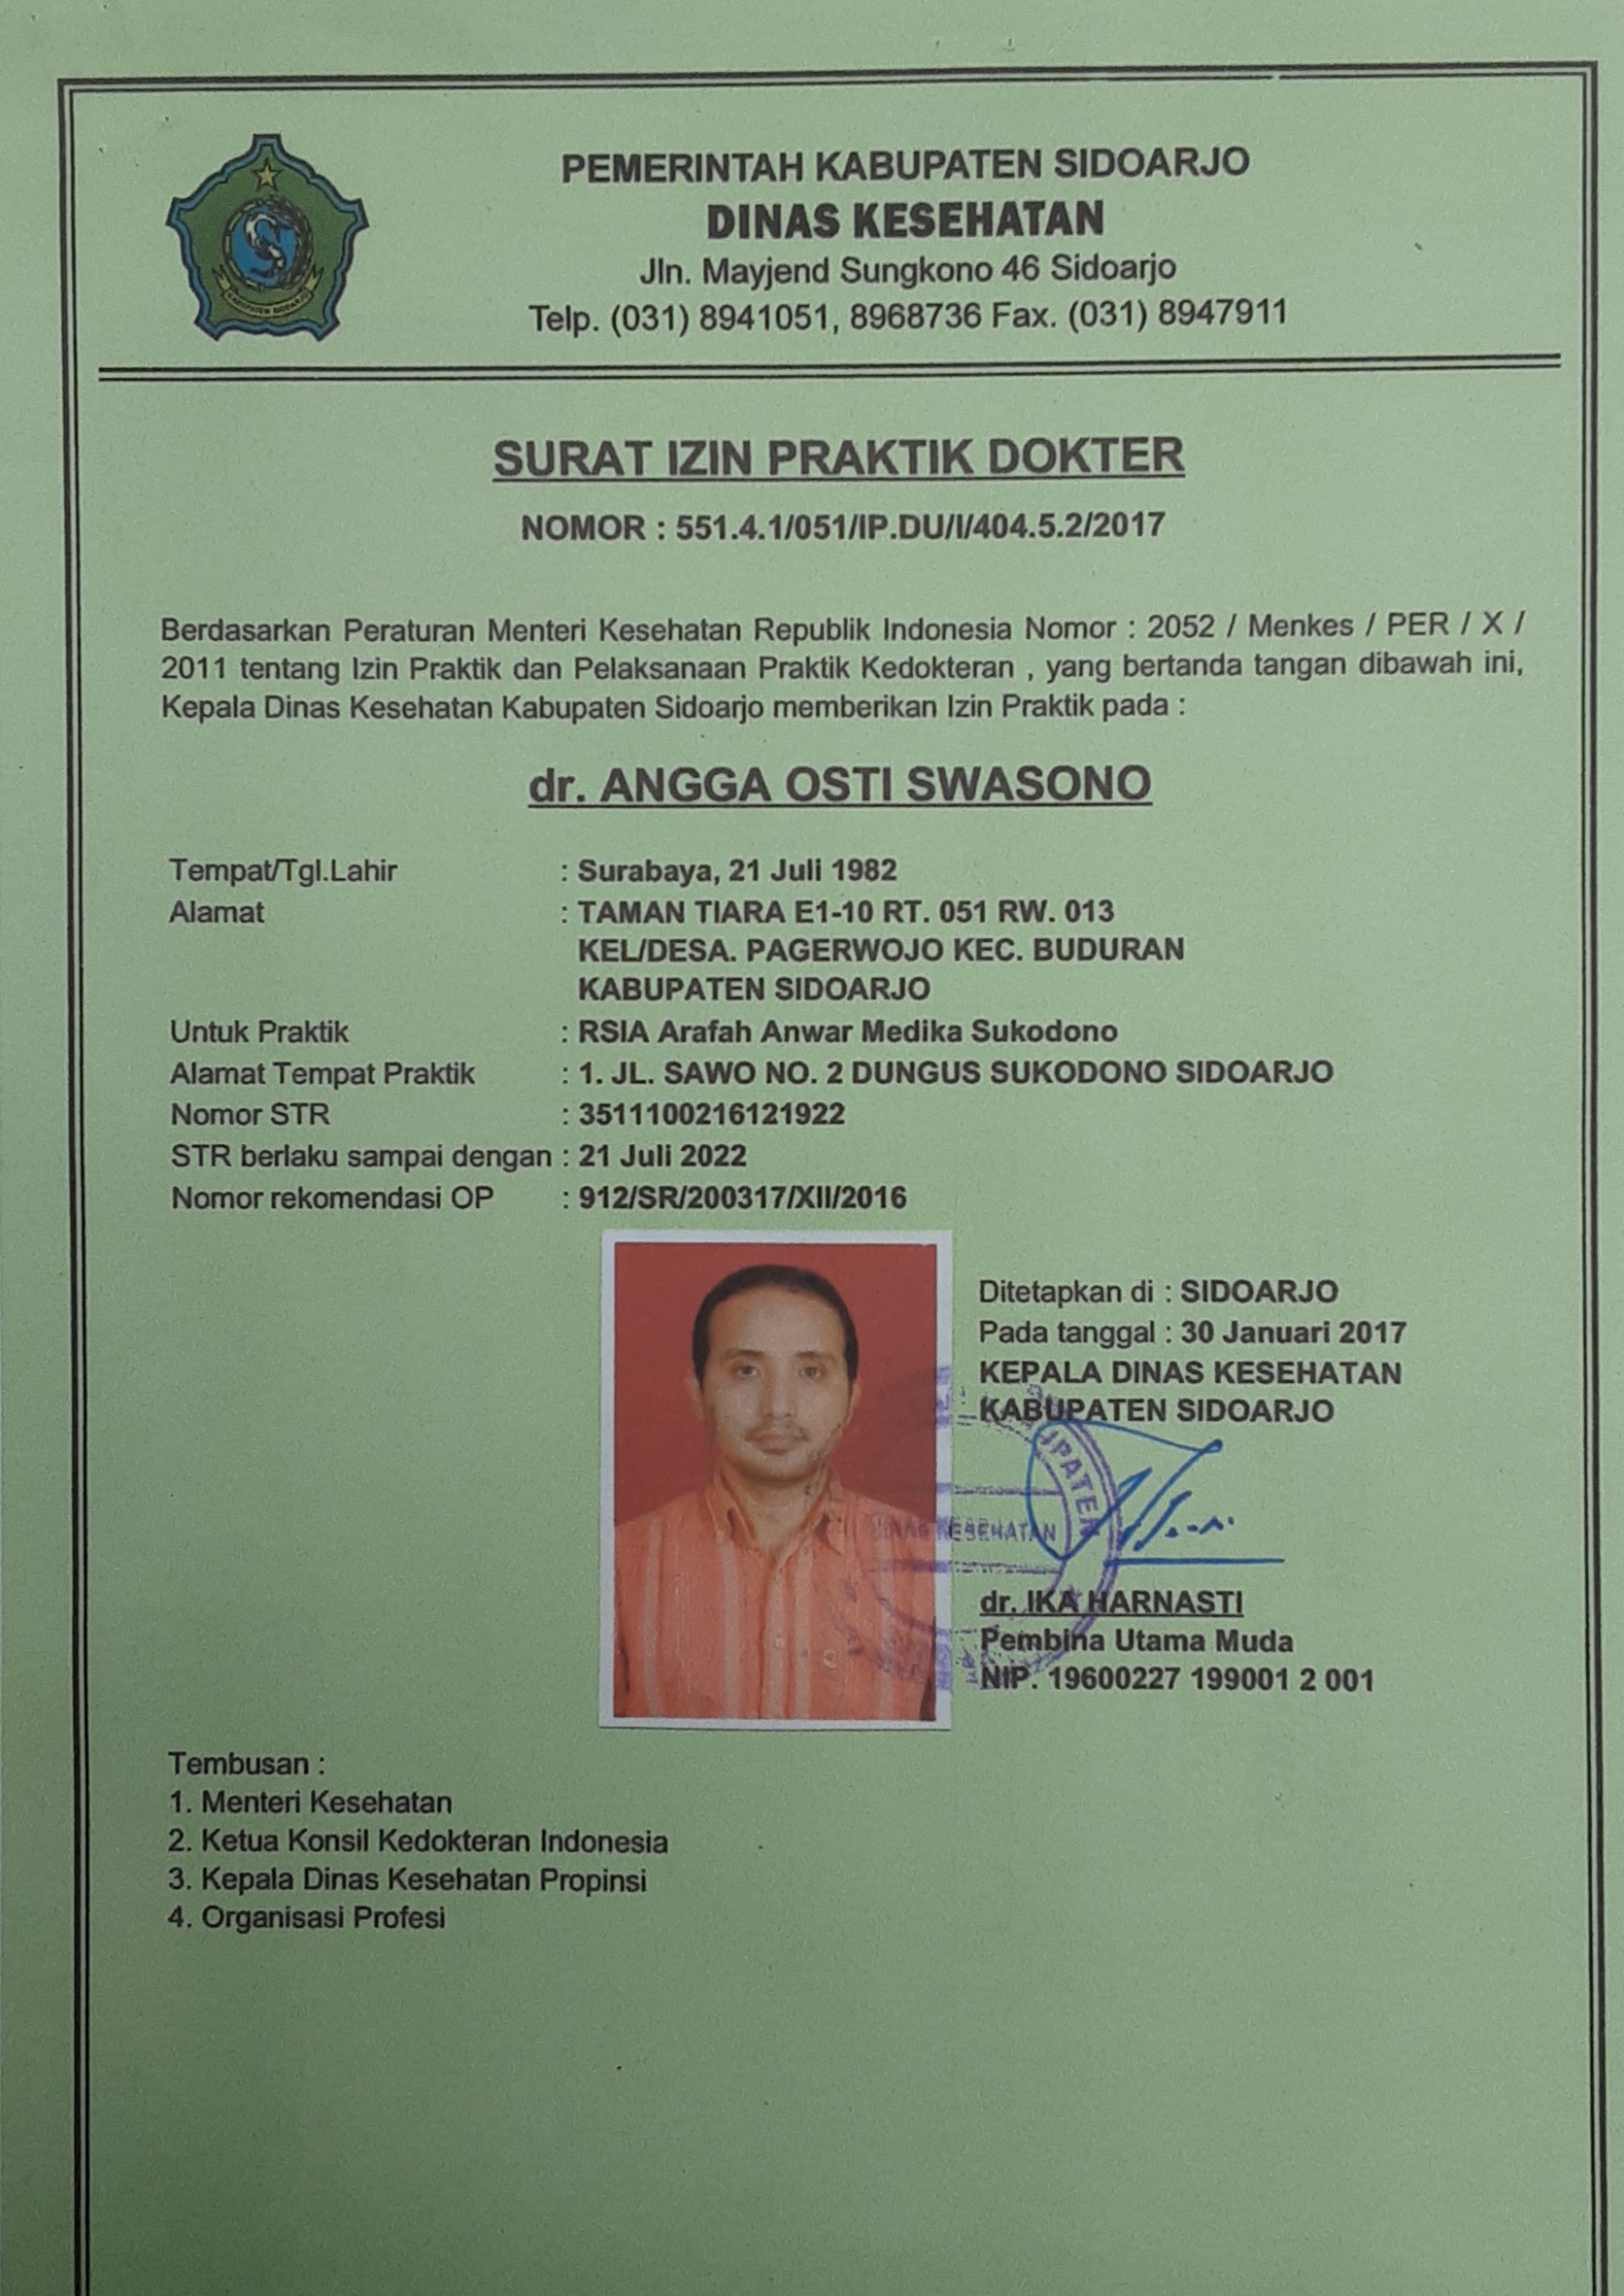 PEMERINTAH KABUPATEN SIDOARJO
DINAS KESEHATAN
Jln. Mayjend Sungkono 46 Sidoarjo
Telp. (031) 8941051, 8968736 Fax. (031) 8947911
KABUPATEN SIDOARJO
SURAT IZIN PRAKTIK DOKTER
NOMOR : 551.4.1/051/IP.DU/I/404.5.2/2017
Berdasarkan Peraturan Menteri Kesehatan Republik Indonesia Nomor : 2052 / Menkes / PER / X /
2011 tentang Izin Praktik dan Pelaksanaan Praktik Kedokteran , yang bertanda tangan dibawah ini,
Kepala Dinas Kesehatan Kabupaten Sidoarjo memberikan Izin Praktik pada :
dr. ANGGA OSTI SWASONO
Tempat/Tgl.Lahir : Surabaya, 21 Juli 1982
Alamat : TAMAN TIARA E1-10 RT. 051 RW. 013
KEL/DESA. PAGERWOJO KEC. BUDURAN
KABUPATEN SIDOARJO
Untuk Praktik : RSIA Arafah Anwar Medika Sukodono
Alamat Tempat Praktik : 1. JL. SAWO NO. 2 DUNGUS SUKODONO SIDOARJO
Nomor STR : 3511100216121922
STR berlaku sampai dengan : 21 Juli 2022
Nomor rekomendasi OP : 912/SR/200317/XII/2016
Ditetapkan di : SIDOARJO
Pada tanggal : 30 Januari 2017
KEPALA DINAS KESEHATAN
KABUPATEN SIDOARJO
DINAS KESEHATAN
dr. IKA HARNASTI
Pembina Utama Muda
NIP. 19600227 199001 2 001
Tembusan :
1. Menteri Kesehatan
2. Ketua Konsil Kedokteran Indonesia
3. Kepala Dinas Kesehatan Propinsi
4. Organisasi Profesi